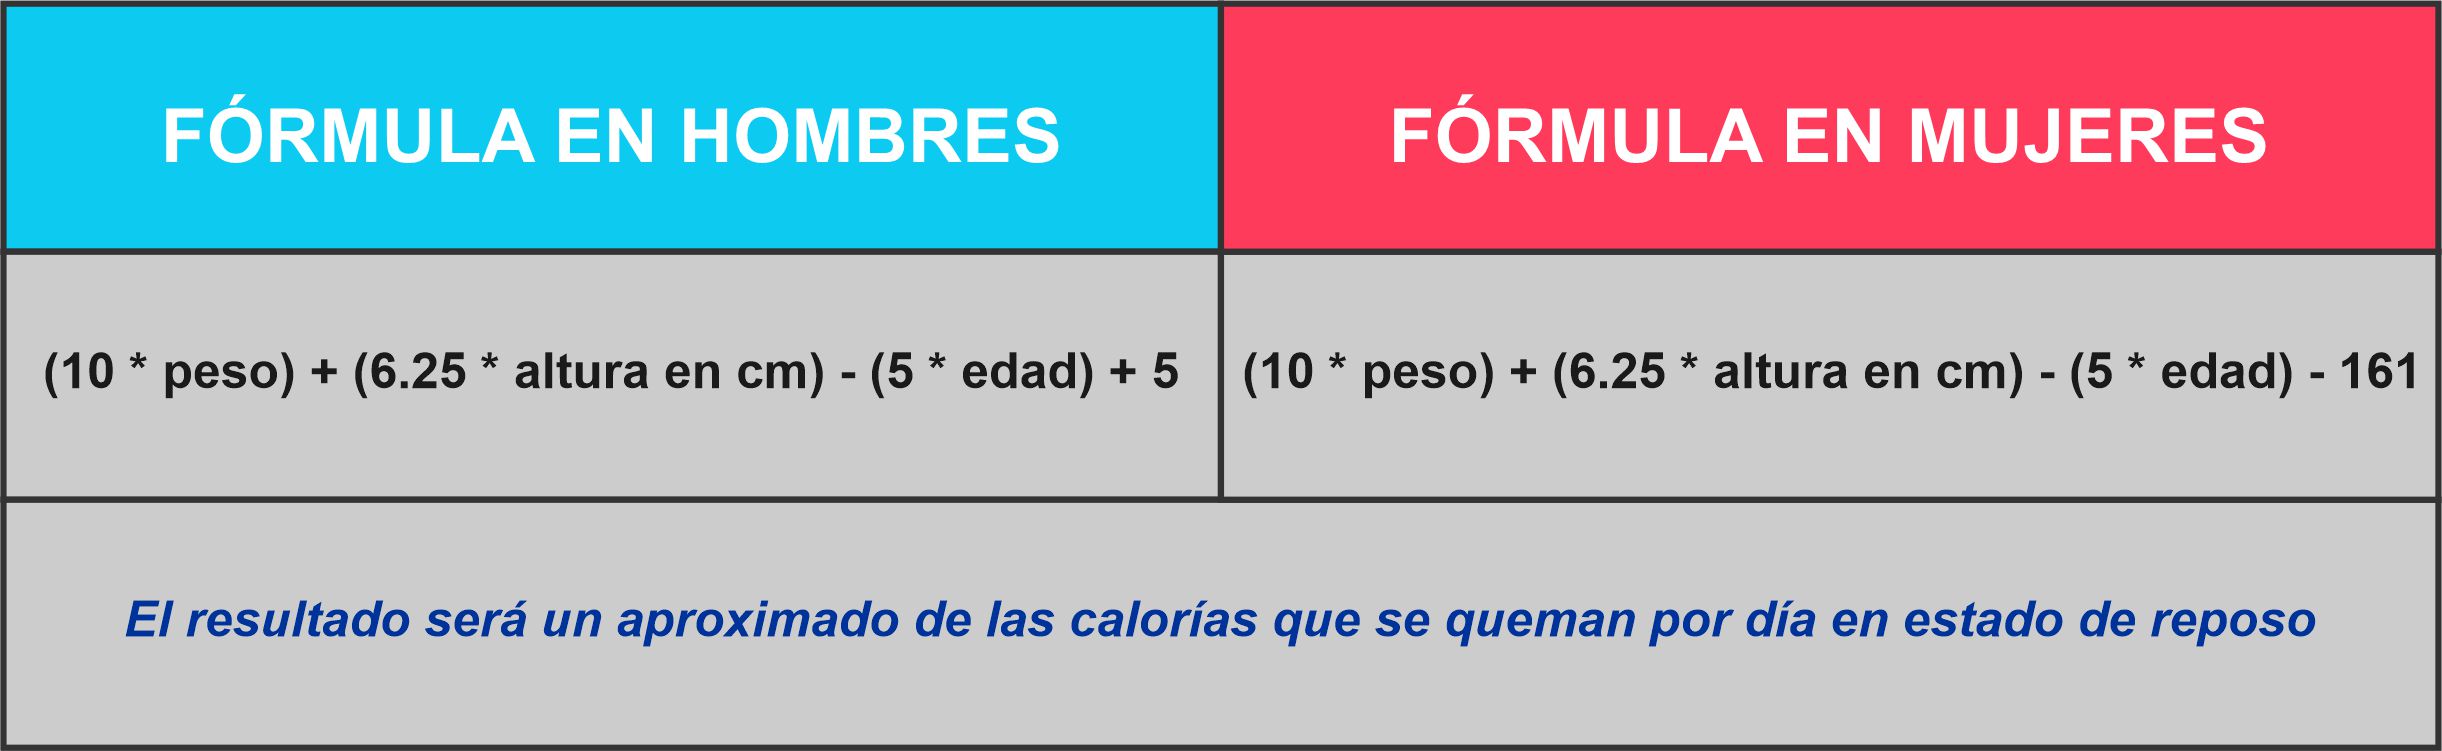 FÓRMULA EN HOMBRES
FÓRMULA EN MUJERES
(10 * peso) + (6.25 * altura en cm) - (5 * edad) + 5
(10 * peso) + (6.25 * altura en cm) - (5 * edad) - 161
El resultado será un aproximado de las calorías que se queman por día en estado de reposo